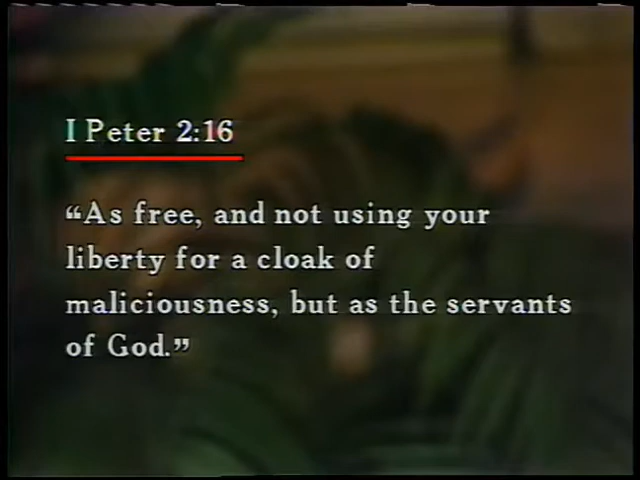 I Peter 2:16
“As free, and not using your
liberty for a cloak of
maliciousness, but as the servants
of God.”